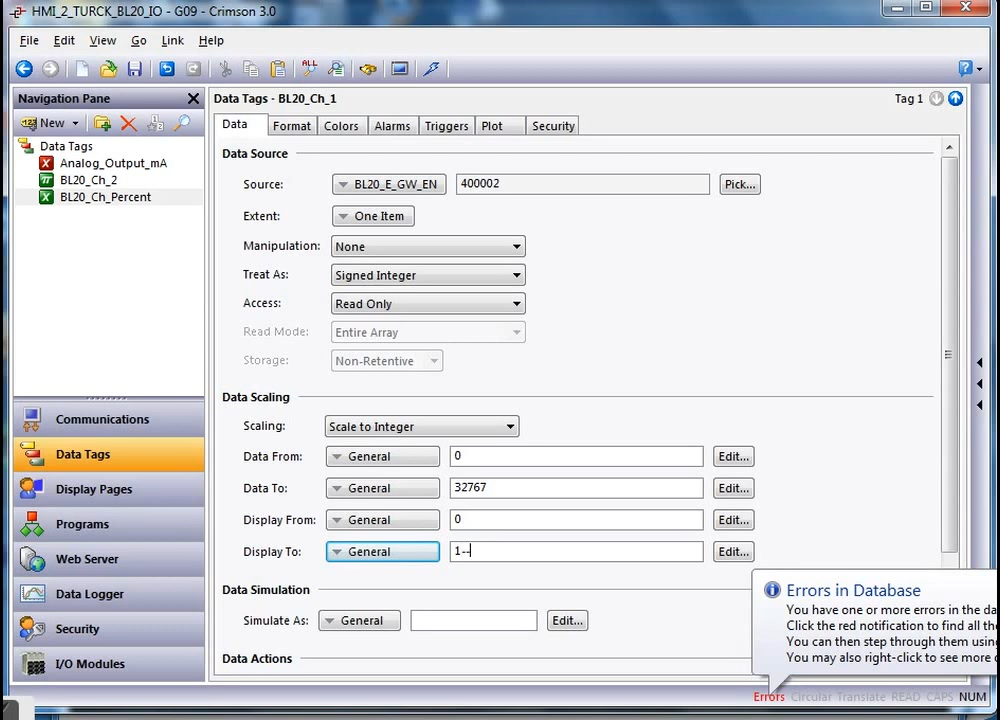 HMI_2_TURCK_BL20_IO - G09 - Crimson 3.0
File Edit View Go Link Help
ALL
Navigation Pane
Data Tags - BL20_Ch_1
Tag 1
New
Data Format Colors Alarms Triggers Plot Security
Data Tags
Analog_Output_mA
BL20_Ch_2
BL20_Ch_Percent
Data Source
Source: BL20_E_GW_EN 400002 Pick...
Extent: One Item
Manipulation: None
Treat As: Signed Integer
Access: Read Only
Read Mode: Entire Array
Storage: Non-Retentive
Communications
Data Tags
Display Pages
Programs
Web Server
Data Logger
Security
I/O Modules
Data Scaling
Scaling: Scale to Integer
Data From: General 0 Edit...
Data To: General 32767 Edit...
Display From: General 0 Edit...
Display To: General 1-- Edit...
Data Simulation
Simulate As: General Edit...
Data Actions
Errors in Database
You have one or more errors in the da
Click the red notification to find all th
You can then step through them usin
You may also right-click to see more
Errors Circular Translate READ CAPS NUM